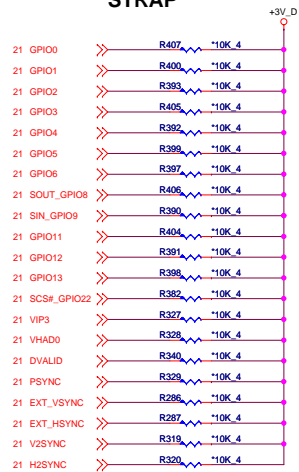 STRAP
+3V_D
21 GPIO0 R407 *10K_4
21 GPIO1 R400 *10K_4
21 GPIO2 R393 *10K_4
21 GPIO3 R405 *10K_4
21 GPIO4 R392 *10K_4
21 GPIO5 R399 *10K_4
21 GPIO6 R397 *10K_4
21 SOUT_GPIO8 R406 *10K_4
21 SIN_GPIO9 R390 *10K_4
21 GPIO11 R404 *10K_4
21 GPIO12 R391 *10K_4
21 GPIO13 R398 *10K_4
21 SCS#_GPIO22 R382 *10K_4
21 VIP3 R327 *10K_4
21 VHAD0 R328 *10K_4
21 DVALID R340 *10K_4
21 PSYNC R329 *10K_4
21 EXT_VSYNC R286 *10K_4
21 EXT_HSYNC R287 *10K_4
21 V2SYNC R319 *10K_4
21 H2SYNC R320 *10K_4